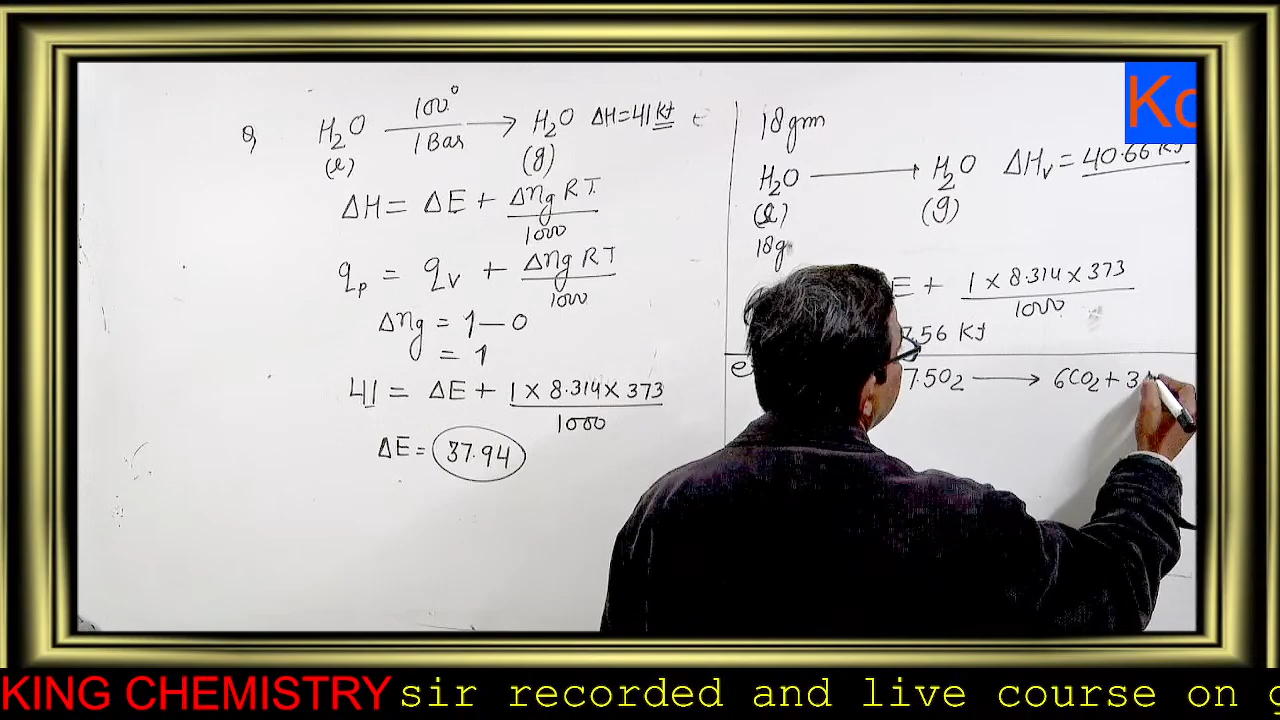 Q H₂O 100° → H₂O ΔH=41 KJ
1 Bar
(l) (g)
ΔH = ΔE + Δng RT
1000
qp = qv + Δng RT
1000
Δng = 1 — 0
= 1
41 = ΔE + 1 × 8.314 × 373
1000
ΔE = 37.94
18gm
H₂O → H₂O ΔHv = 40.66 KJ
(l) (g)
18g
E + 1 × 8.314 × 373
1000
7.56 KJ
7.5O₂ → 6CO₂ + 3
Ko
KING CHEMISTRY sir recorded and live course on g